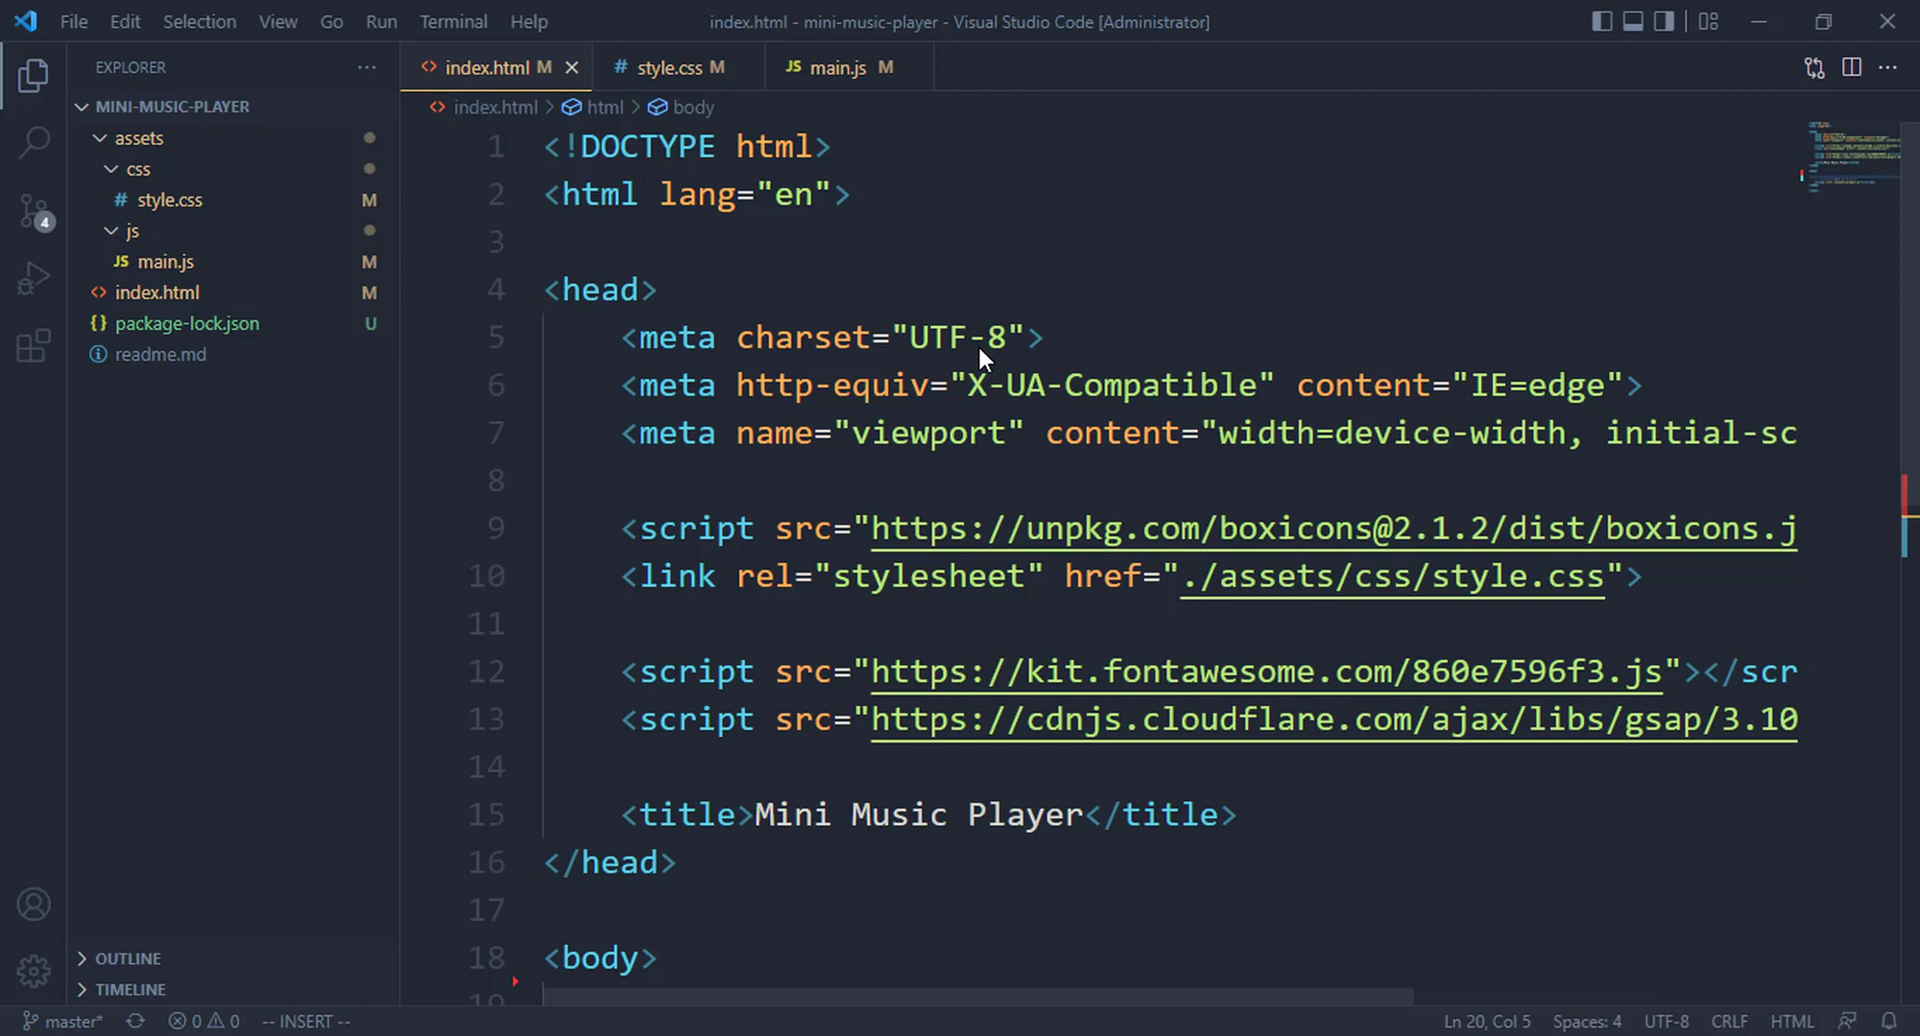 File Edit Selection View Go Run Terminal Help
index.html - mini-music-player - Visual Studio Code [Administrator]
EXPLORER
MINI-MUSIC-PLAYER
assets
css
# style.css M
js
JS main.js M
<> index.html M
{} package-lock.json U
readme.md
OUTLINE
TIMELINE
4
<> index.html M
# style.css M
JS main.js M
<> index.html > html > body
1 <!DOCTYPE html>
2 <html lang="en">
3
4 <head>
5 <meta charset="UTF-8">
6 <meta http-equiv="X-UA-Compatible" content="IE=edge">
7 <meta name="viewport" content="width=device-width, initial-sc
8
9 <script src="https://unpkg.com/boxicons@2.1.2/dist/boxicons.j
10 <link rel="stylesheet" href="./assets/css/style.css">
11
12 <script src="https://kit.fontawesome.com/860e7596f3.js"></scr
13 <script src="https://cdnjs.cloudflare.com/ajax/libs/gsap/3.10
14
15 <title>Mini Music Player</title>
16 </head>
17
18 <body>
19
master* 0 0 -- INSERT -- Ln 20, Col 5 Spaces: 4 UTF-8 CRLF HTML